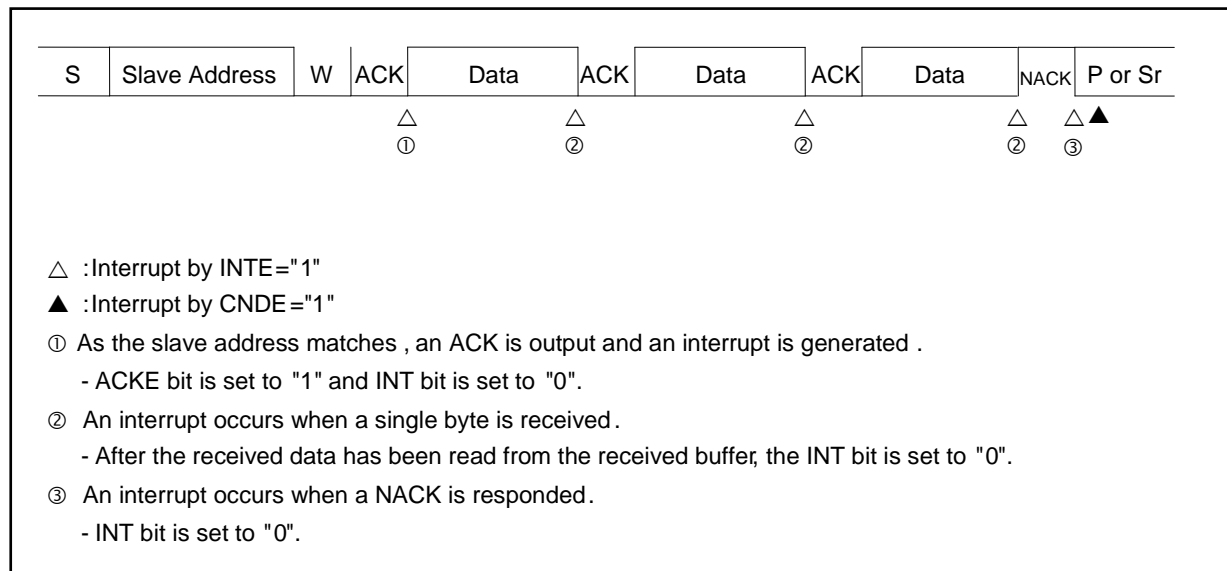 S Slave Address W ACK Data ACK Data ACK Data NACK P or Sr
△ △ △ △ △ ▲
① ② ② ② ③
△ :Interrupt by INTE="1"
▲ :Interrupt by CNDE="1"
① As the slave address matches , an ACK is output and an interrupt is generated .
- ACKE bit is set to "1" and INT bit is set to "0".
② An interrupt occurs when a single byte is received.
- After the received data has been read from the received buffer, the INT bit is set to "0".
③ An interrupt occurs when a NACK is responded.
- INT bit is set to "0".